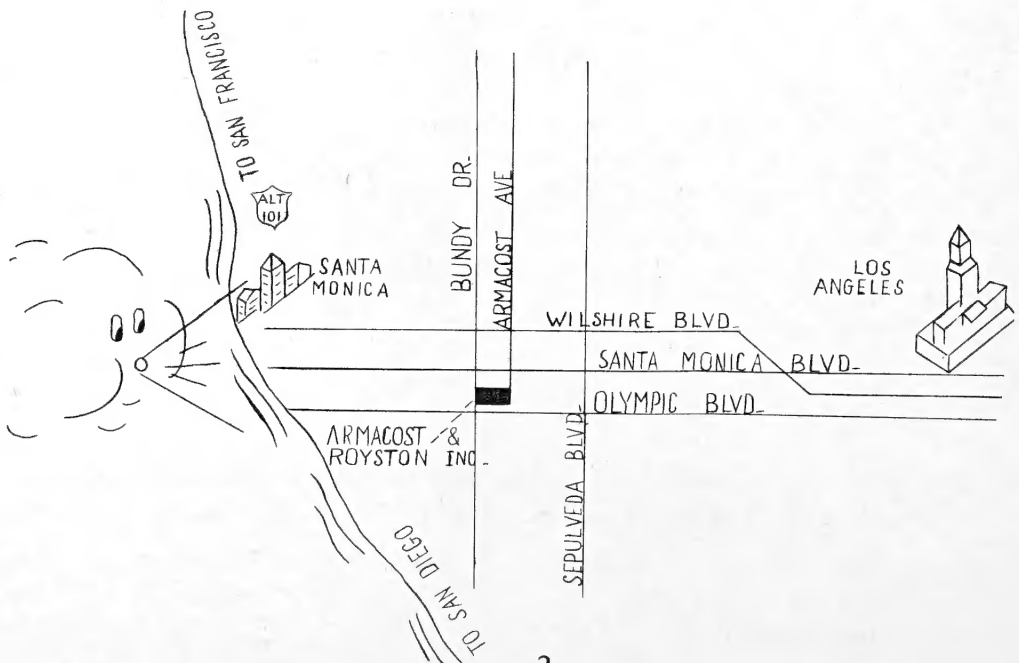 TO SAN FRANCISCO
ALT
101
SANTA
MONICA
BUNDY DR.
ARMACOST AVE
LOS
ANGELES
WILSHIRE BLVD.
SANTA MONICA BLVD.
OLYMPIC BLVD.
ARMACOST &
ROYSTON INC.
SEPULVEDA BLVD.
TO SAN DIEGO